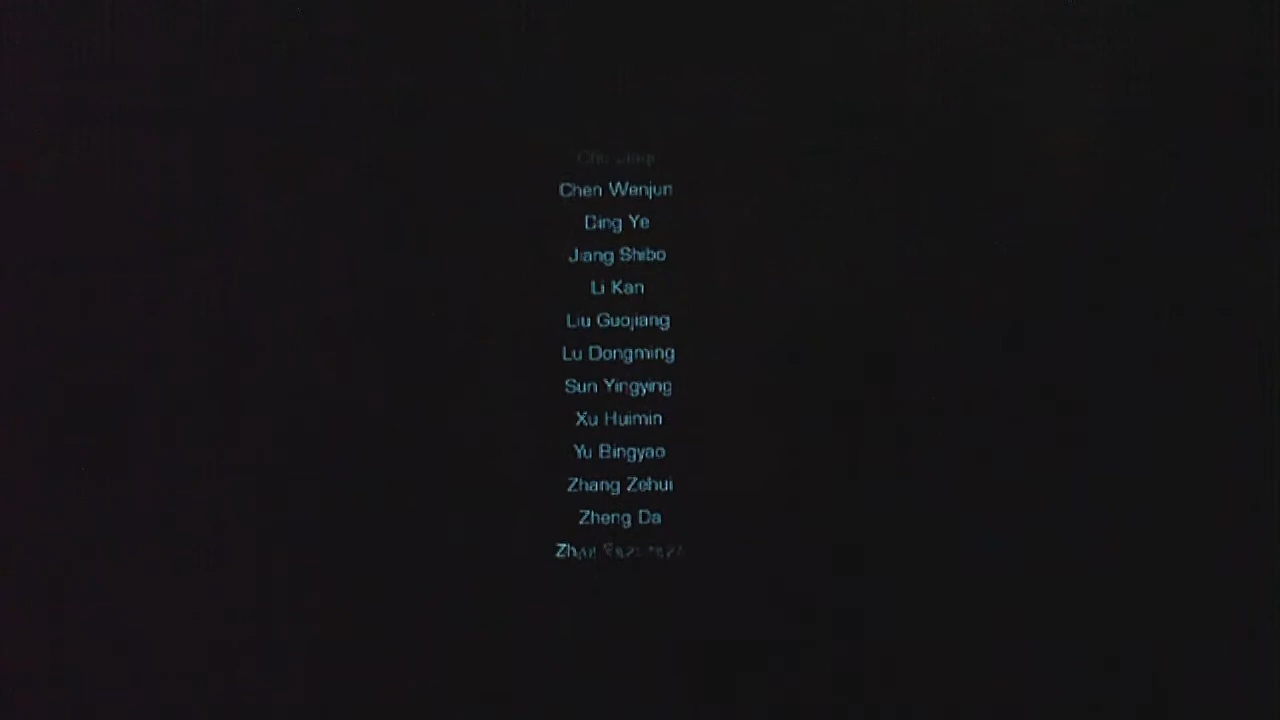 Chen Wenjun
Ding Ye
Jiang Shibo
Li Kan
Liu Guojiang
Lu Dongming
Sun Yingying
Xu Huimin
Yu Bingyao
Zhang Zehui
Zheng Da